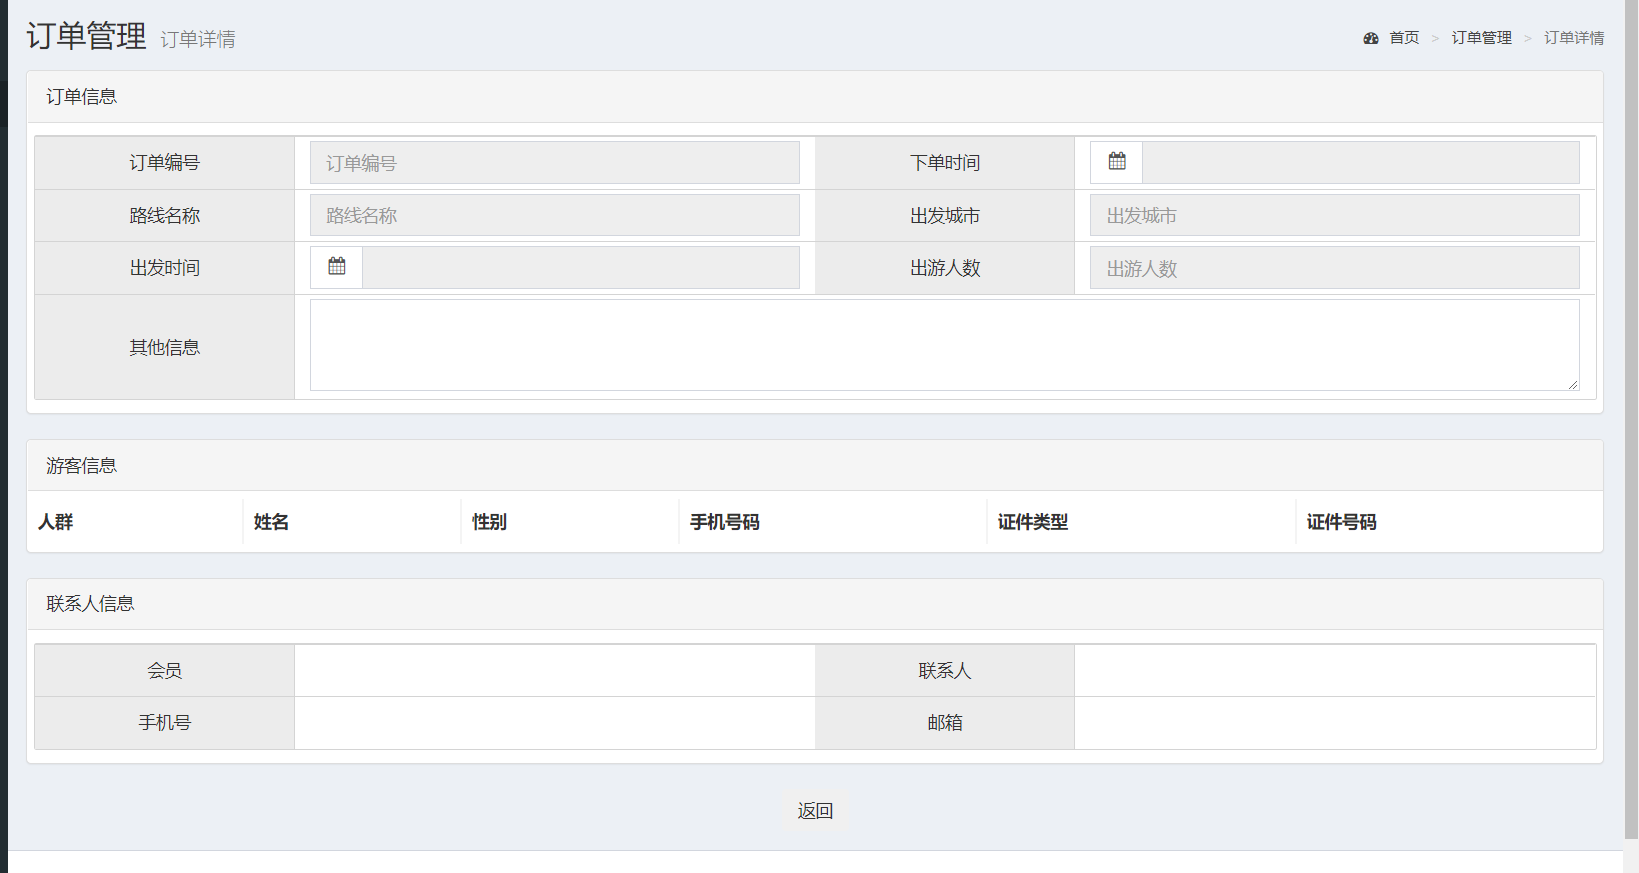 订单管理 订单详情
首页 > 订单管理 > 订单详情
订单信息
订单编号 订单编号 下单时间
路线名称 路线名称 出发城市 出发城市
出发时间 出游人数 出游人数
其他信息
游客信息
人群 姓名 性别 手机号码 证件类型 证件号码
联系人信息
会员 联系人
手机号 邮箱
返回